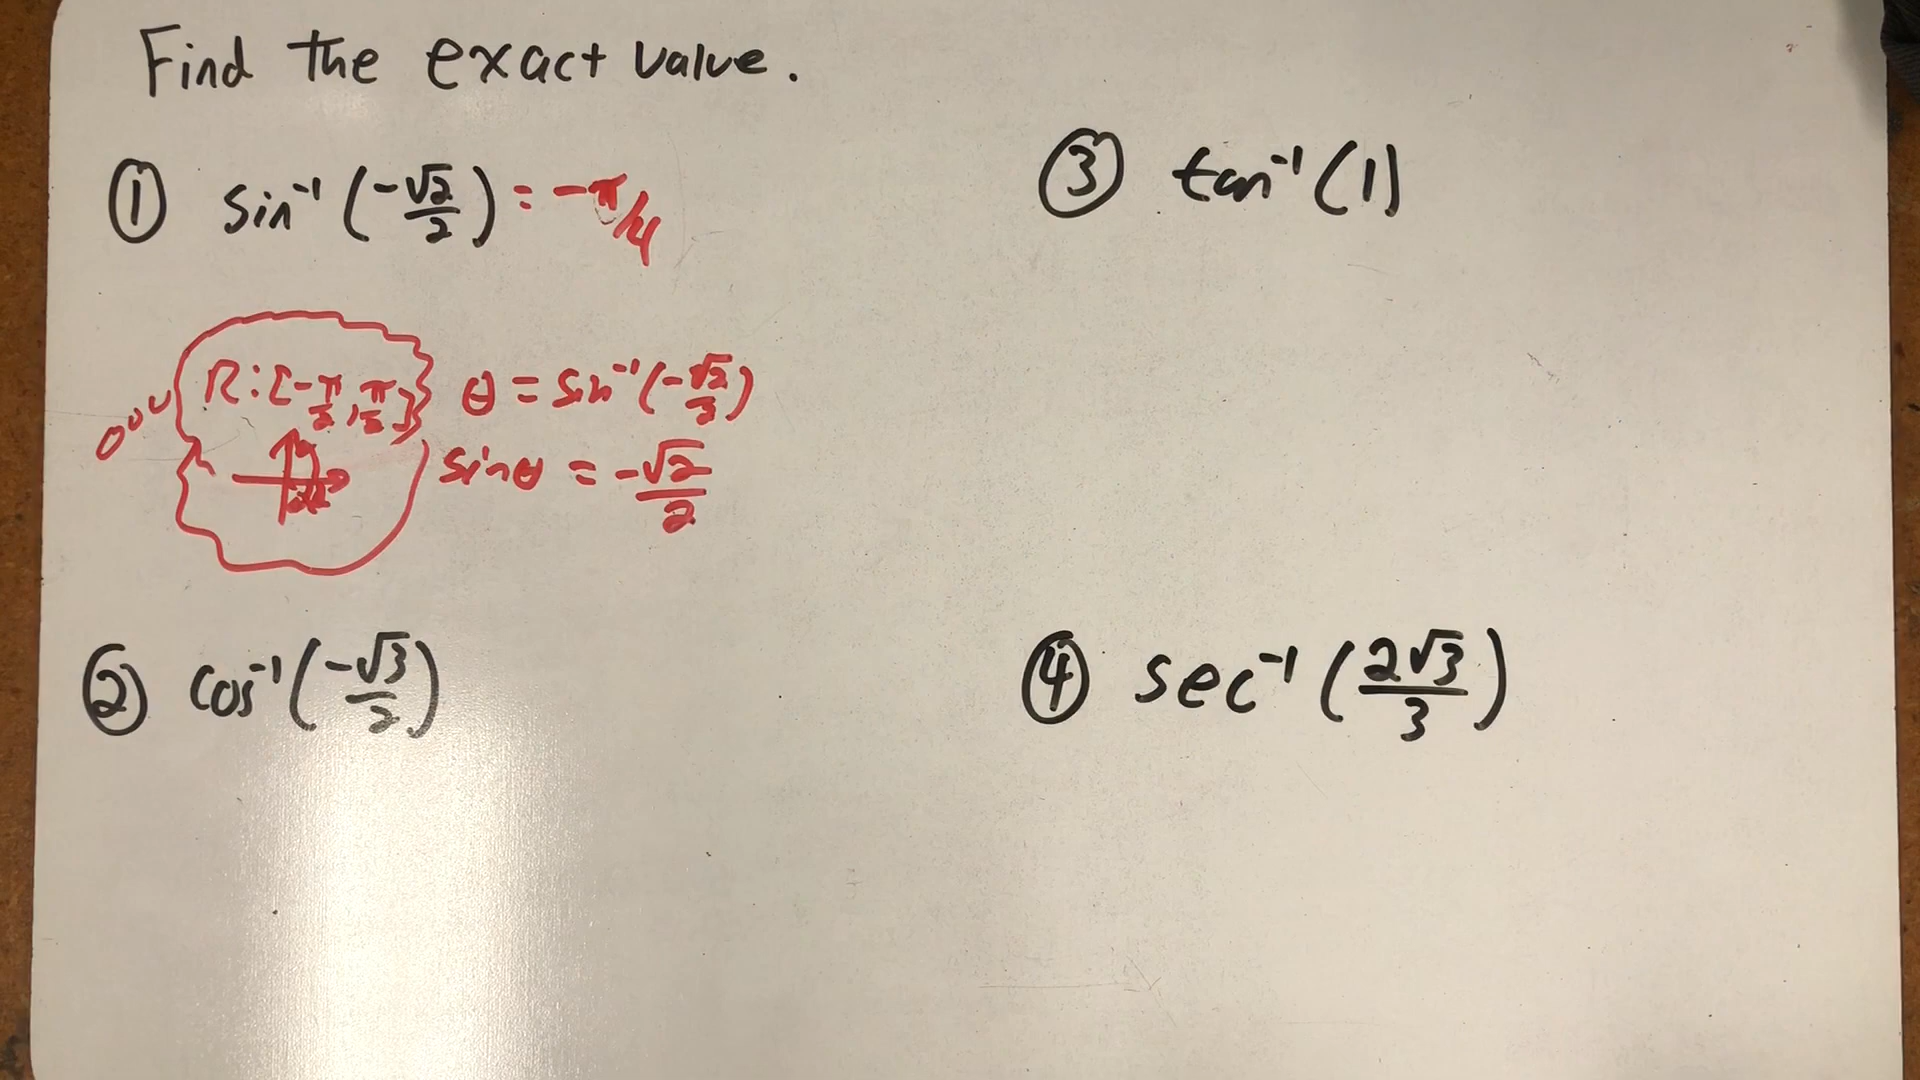 Find the exact value.
① sin⁻¹(-√2/2) = -π/4
R: [-π/2, π/2]
θ = sin⁻¹(-√2/2)
sinθ = -√2/2
② cos⁻¹(-√3/2)
③ tan⁻¹(1)
④ sec⁻¹(2√3/3)